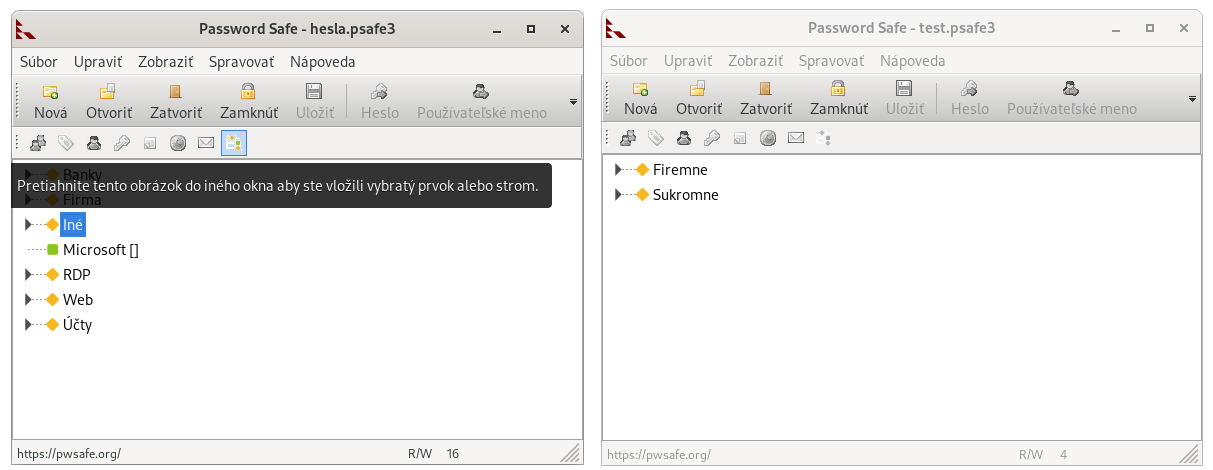 Password Safe - hesla.psafe3
Súbor Upraviť Zobraziť Spravovať Nápoveda
Nová Otvoriť Zatvoriť Zamknúť Uložiť Heslo Používateľské meno
Banky
Pretiahnite tento obrázok do iného okna aby ste vložili vybratý prvok alebo strom.
Firma
Iné
Microsoft []
RDP
Web
Účty
https://pwsafe.org/ R/W 16
Password Safe - test.psafe3
Súbor Upraviť Zobraziť Spravovať Nápoveda
Nová Otvoriť Zatvoriť Zamknúť Uložiť Heslo Používateľské meno
Firemne
Sukromne
https://pwsafe.org/ R/W 4